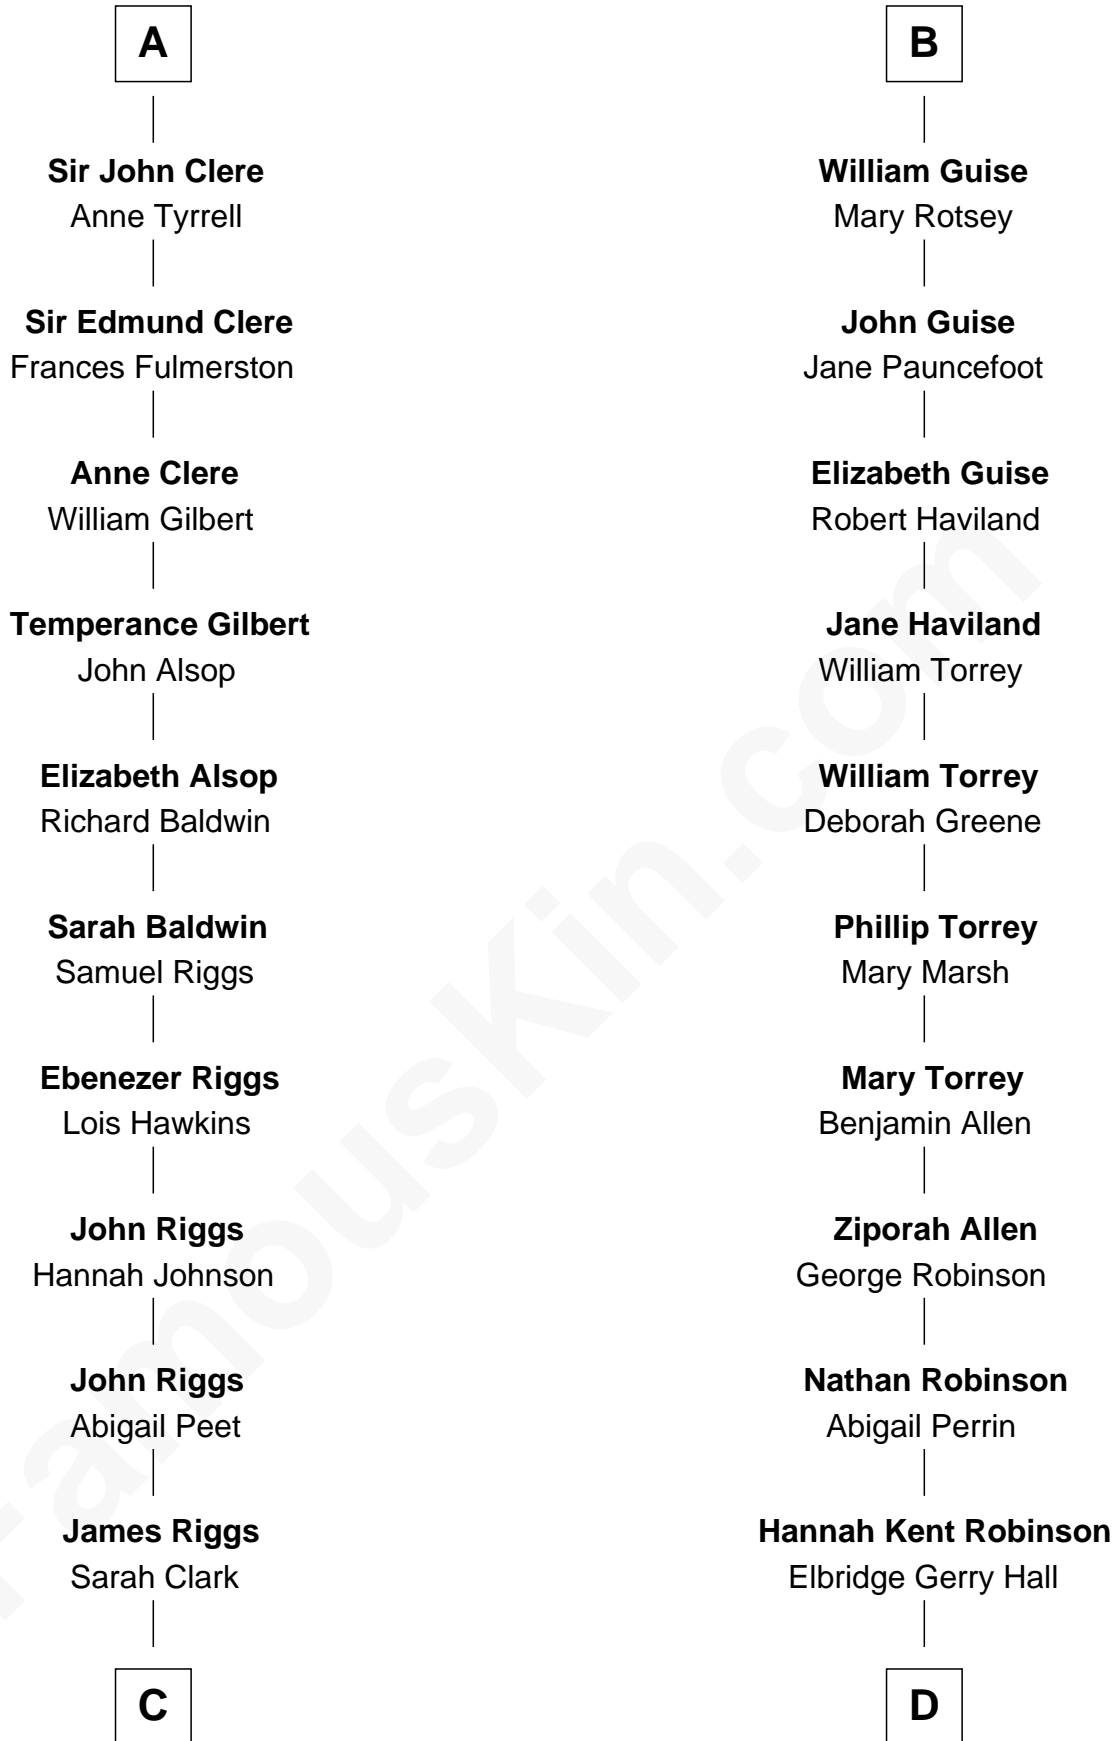 A
Sir John Clere
Anne Tyrrell
Sir Edmund Clere
Frances Fulmerston
Anne Clere
William Gilbert
Temperance Gilbert
John Alsop
Elizabeth Alsop
Richard Baldwin
Sarah Baldwin
Samuel Riggs
Ebenezer Riggs
Lois Hawkins
John Riggs
Hannah Johnson
John Riggs
Abigail Peet
James Riggs
Sarah Clark
C
B
William Guise
Mary Rotsey
John Guise
Jane Pauncefoot
Elizabeth Guise
Robert Haviland
Jane Haviland
William Torrey
William Torrey
Deborah Greene
Phillip Torrey
Mary Marsh
Mary Torrey
Benjamin Allen
Ziporah Allen
George Robinson
Nathan Robinson
Abigail Perrin
Hannah Kent Robinson
Elbridge Gerry Hall
D
FamousKin.com